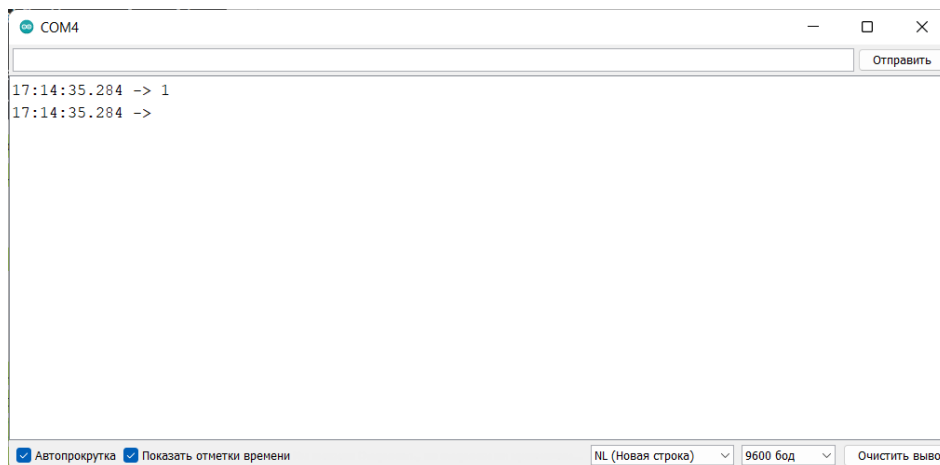 COM4
Отправить
17:14:35.284 -> 1
17:14:35.284 ->
Автопрокрутка Показать отметки времени NL (Новая строка) 9600 бод Очистить выво